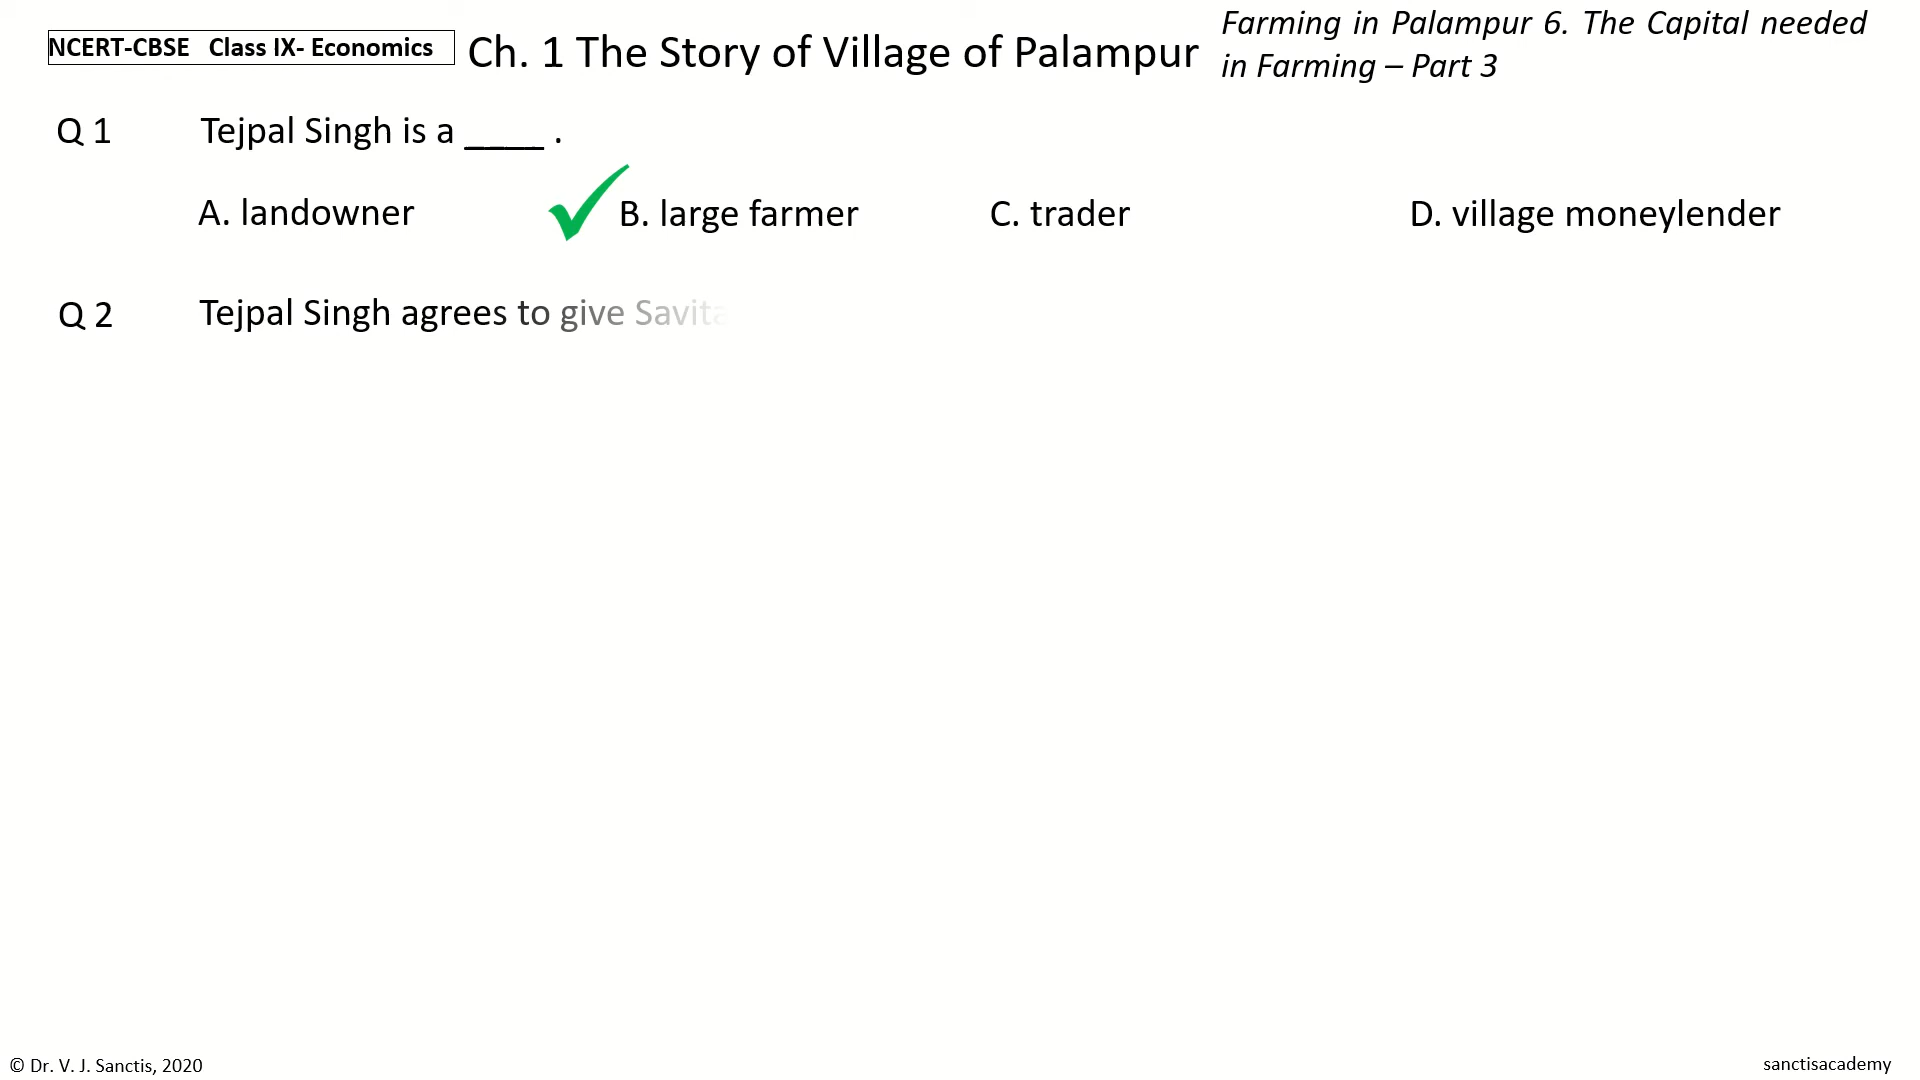 NCERT-CBSE Class IX- Economics
Ch. 1 The Story of Village of Palampur
Farming in Palampur 6. The Capital needed
in Farming – Part 3
Q 1 Tejpal Singh is a ____ .
A. landowner B. large farmer C. trader D. village moneylender
Q 2 Tejpal Singh agrees to give Savita
© Dr. V. J. Sanctis, 2020
sanctisacademy